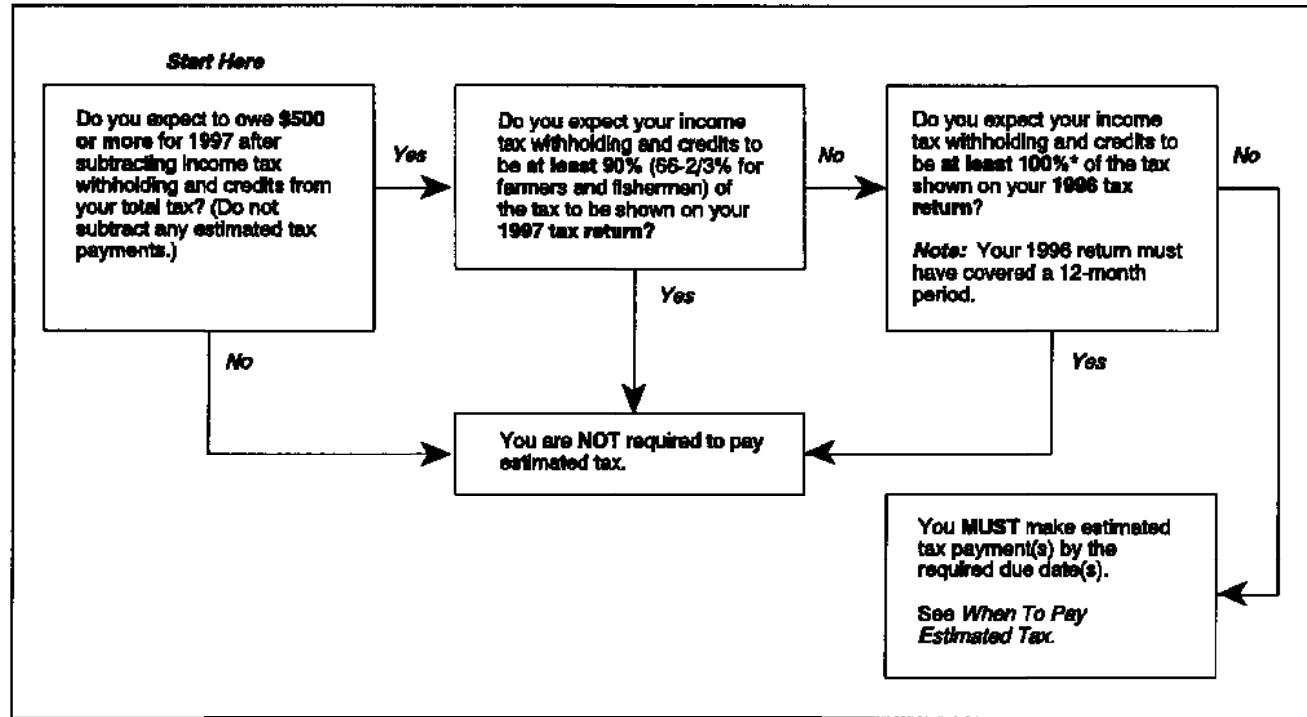 Start Here
Do you expect to owe $500
or more for 1997 after
subtracting income tax
withholding and credits from
your total tax? (Do not
subtract any estimated tax
payments.)
Yes
Do you expect your income
tax withholding and credits to
be at least 90% (66-2/3% for
farmers and fishermen) of
the tax to be shown on your
1997 tax return?
No
Do you expect your income
tax withholding and credits to
be at least 100%* of the tax
shown on your 1996 tax
return?
Note: Your 1996 return must
have covered a 12-month
period.
No
No
Yes
Yes
You are NOT required to pay
estimated tax.
You MUST make estimated
tax payment(s) by the
required due date(s).
See When To Pay
Estimated Tax.